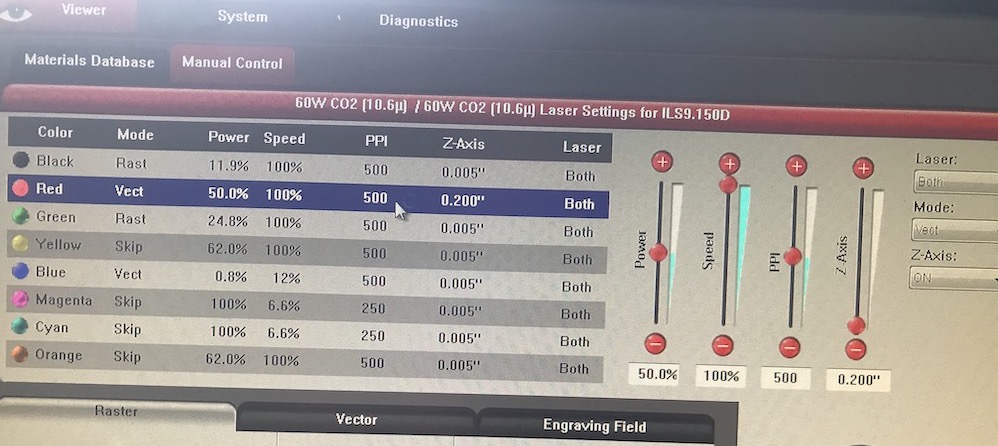 Viewer System Diagnostics
Materials Database Manual Control
60W CO2 (10.6µ) / 60W CO2 (10.6µ) Laser Settings for ILS9.150D
Color Mode Power Speed PPI Z-Axis Laser
Black Rast 11.9% 100% 500 0.005" Both
Red Vect 50.0% 100% 500 0.200" Both
Green Rast 24.8% 100% 500 0.005" Both
Yellow Skip 62.0% 100% 500 0.005" Both
Blue Vect 0.8% 12% 500 0.005" Both
Magenta Skip 100% 6.6% 250 0.005" Both
Cyan Skip 100% 6.6% 250 0.005" Both
Orange Skip 62.0% 100% 500 0.005" Both
Power Speed PPI Z Axis
50.0% 100% 500 0.200"
Laser:
Both
Mode:
Vect
Z-Axis:
ON
Raster Vector Engraving Field